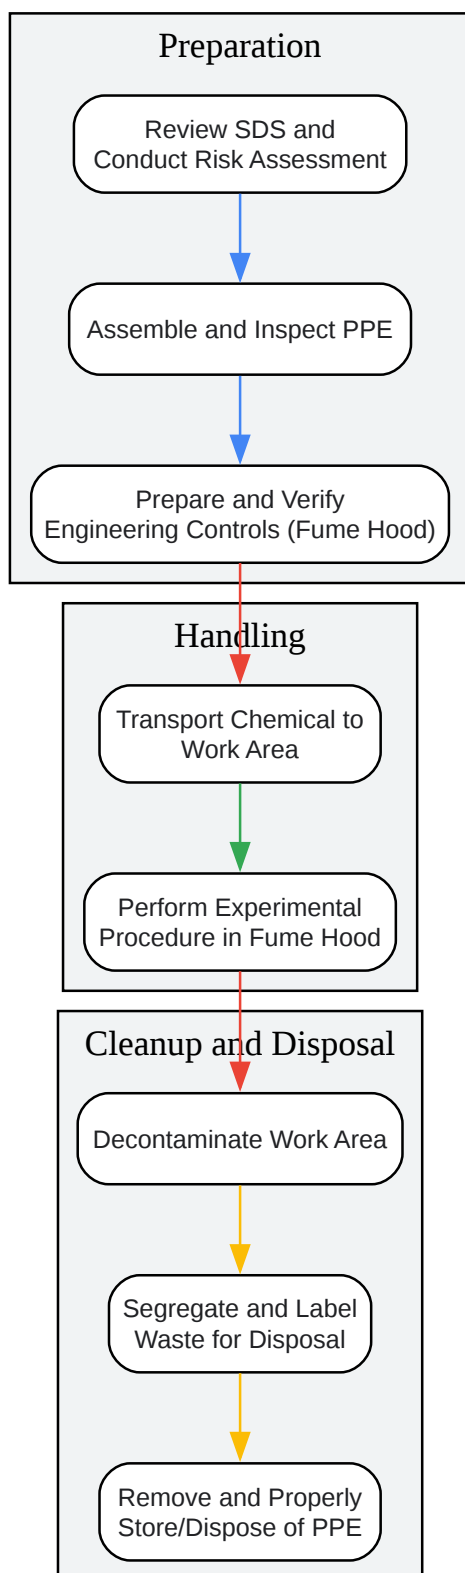 Preparation
Review SDS and
Conduct Risk Assessment
Assemble and Inspect PPE
Prepare and Verify
Engineering Controls (Fume Hood)
Handling
Transport Chemical to
Work Area
Perform Experimental
Procedure in Fume Hood
Cleanup and Disposal
Decontaminate Work Area
Segregate and Label
Waste for Disposal
Remove and Properly
Store/Dispose of PPE